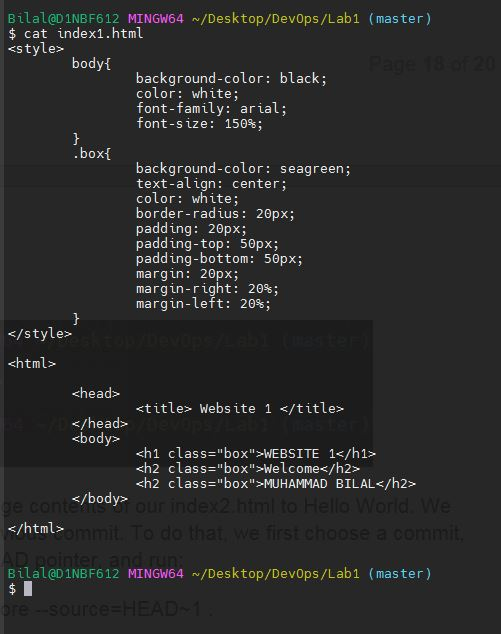 Bilal@D1NBF612 MINGW64 ~/Desktop/DevOps/Lab1 (master)
$ cat index1.html
<style>
        body{
Page 18 of 20
                background-color: black;
                color: white;
                font-family: arial;
                font-size: 150%;
        }
        .box{
                background-color: seagreen;
                text-align: center;
                color: white;
                border-radius: 20px;
                padding: 20px;
                padding-top: 50px;
                padding-bottom: 50px;
                margin: 20px;
                margin-right: 20%;
                margin-left: 20%;
        }
</style>
/Desktop/DevOps/Lab1 (master)
<html>
        <head>
                <title> Website 1 </title>
        </head>
64 ~/Desktop/DevOps/Lab1 (master)
        <body>
                <h1 class="box">WEBSITE 1</h1>
                <h2 class="box">Welcome</h2>
                <h2 class="box">MUHAMMAD BILAL</h2>
        </body>
ge contents of our index2.html to Hello World. We
</html>
vious commit. To do that, we first choose a commit,
AD pointer, and run:
Bilal@D1NBF612 MINGW64 ~/Desktop/DevOps/Lab1 (master)
$
ore --source=HEAD~1 .